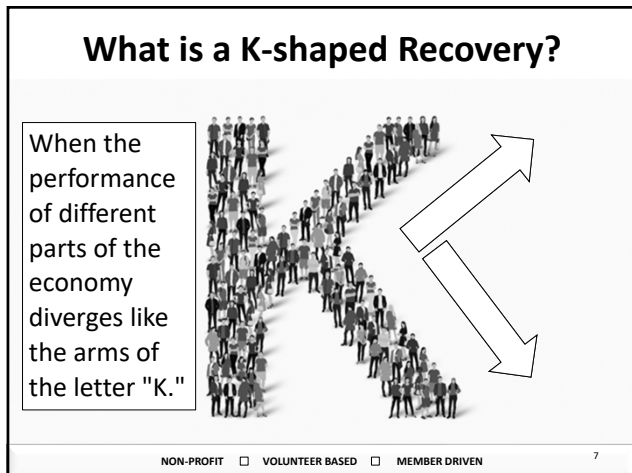 What is a K-shaped Recovery?
When the
performance
of different
parts of the
economy
diverges like
the arms of
the letter "K."
K
NON-PROFIT □ VOLUNTEER BASED □ MEMBER DRIVEN
7